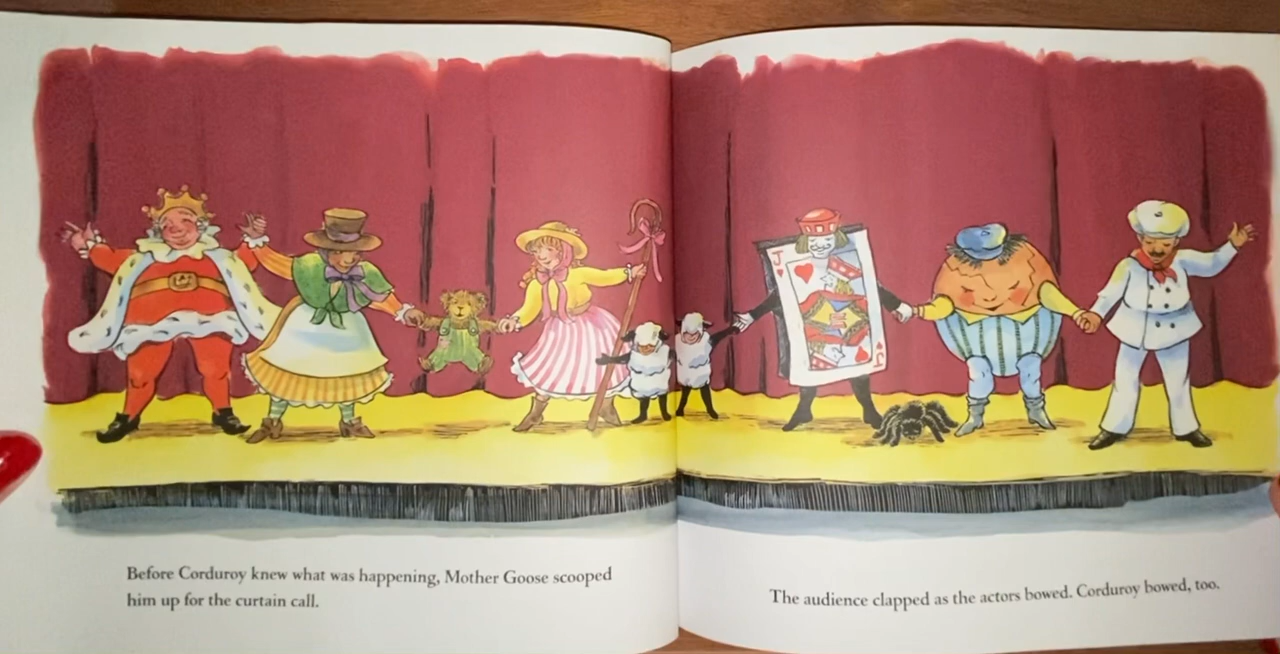 Before Corduroy knew what was happening, Mother Goose scooped
him up for the curtain call.
J
J
The audience clapped as the actors bowed. Corduroy bowed, too.